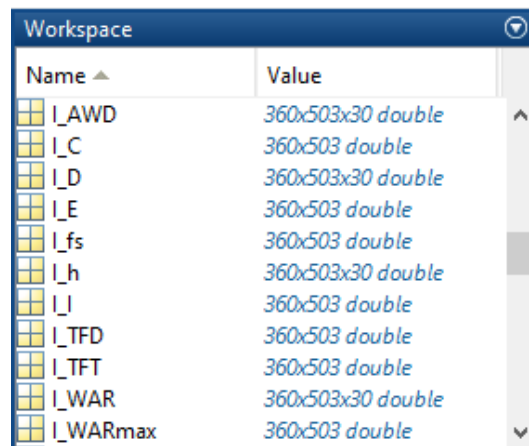 Workspace
Name Value
I_AWD 360x503x30 double
I_C 360x503 double
I_D 360x503x30 double
I_E 360x503 double
I_fs 360x503 double
I_h 360x503x30 double
I_I 360x503 double
I_TFD 360x503 double
I_TFT 360x503 double
I_WAR 360x503x30 double
I_WARmax 360x503 double